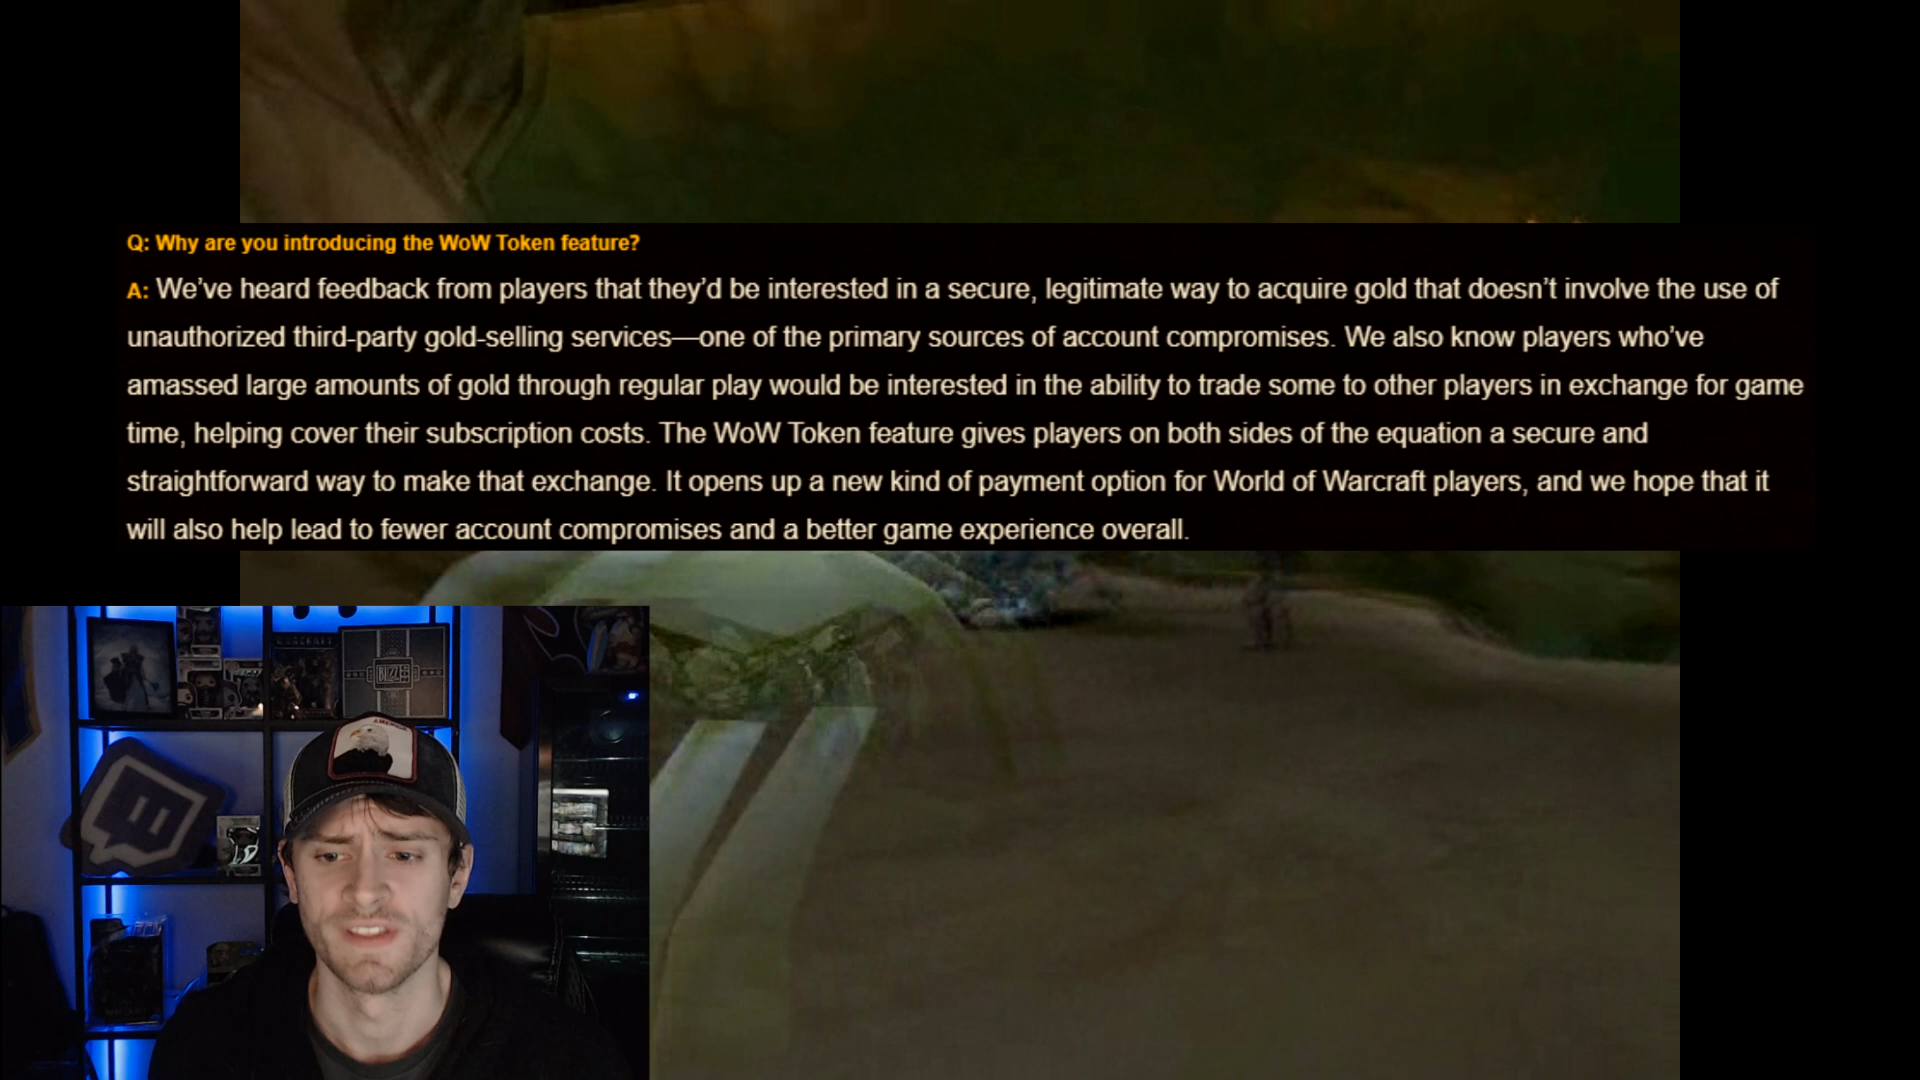 Q: Why are you introducing the WoW Token feature?
A: We’ve heard feedback from players that they’d be interested in a secure, legitimate way to acquire gold that doesn’t involve the use of
unauthorized third-party gold-selling services—one of the primary sources of account compromises. We also know players who’ve
amassed large amounts of gold through regular play would be interested in the ability to trade some to other players in exchange for game
time, helping cover their subscription costs. The WoW Token feature gives players on both sides of the equation a secure and
straightforward way to make that exchange. It opens up a new kind of payment option for World of Warcraft players, and we hope that it
will also help lead to fewer account compromises and a better game experience overall.